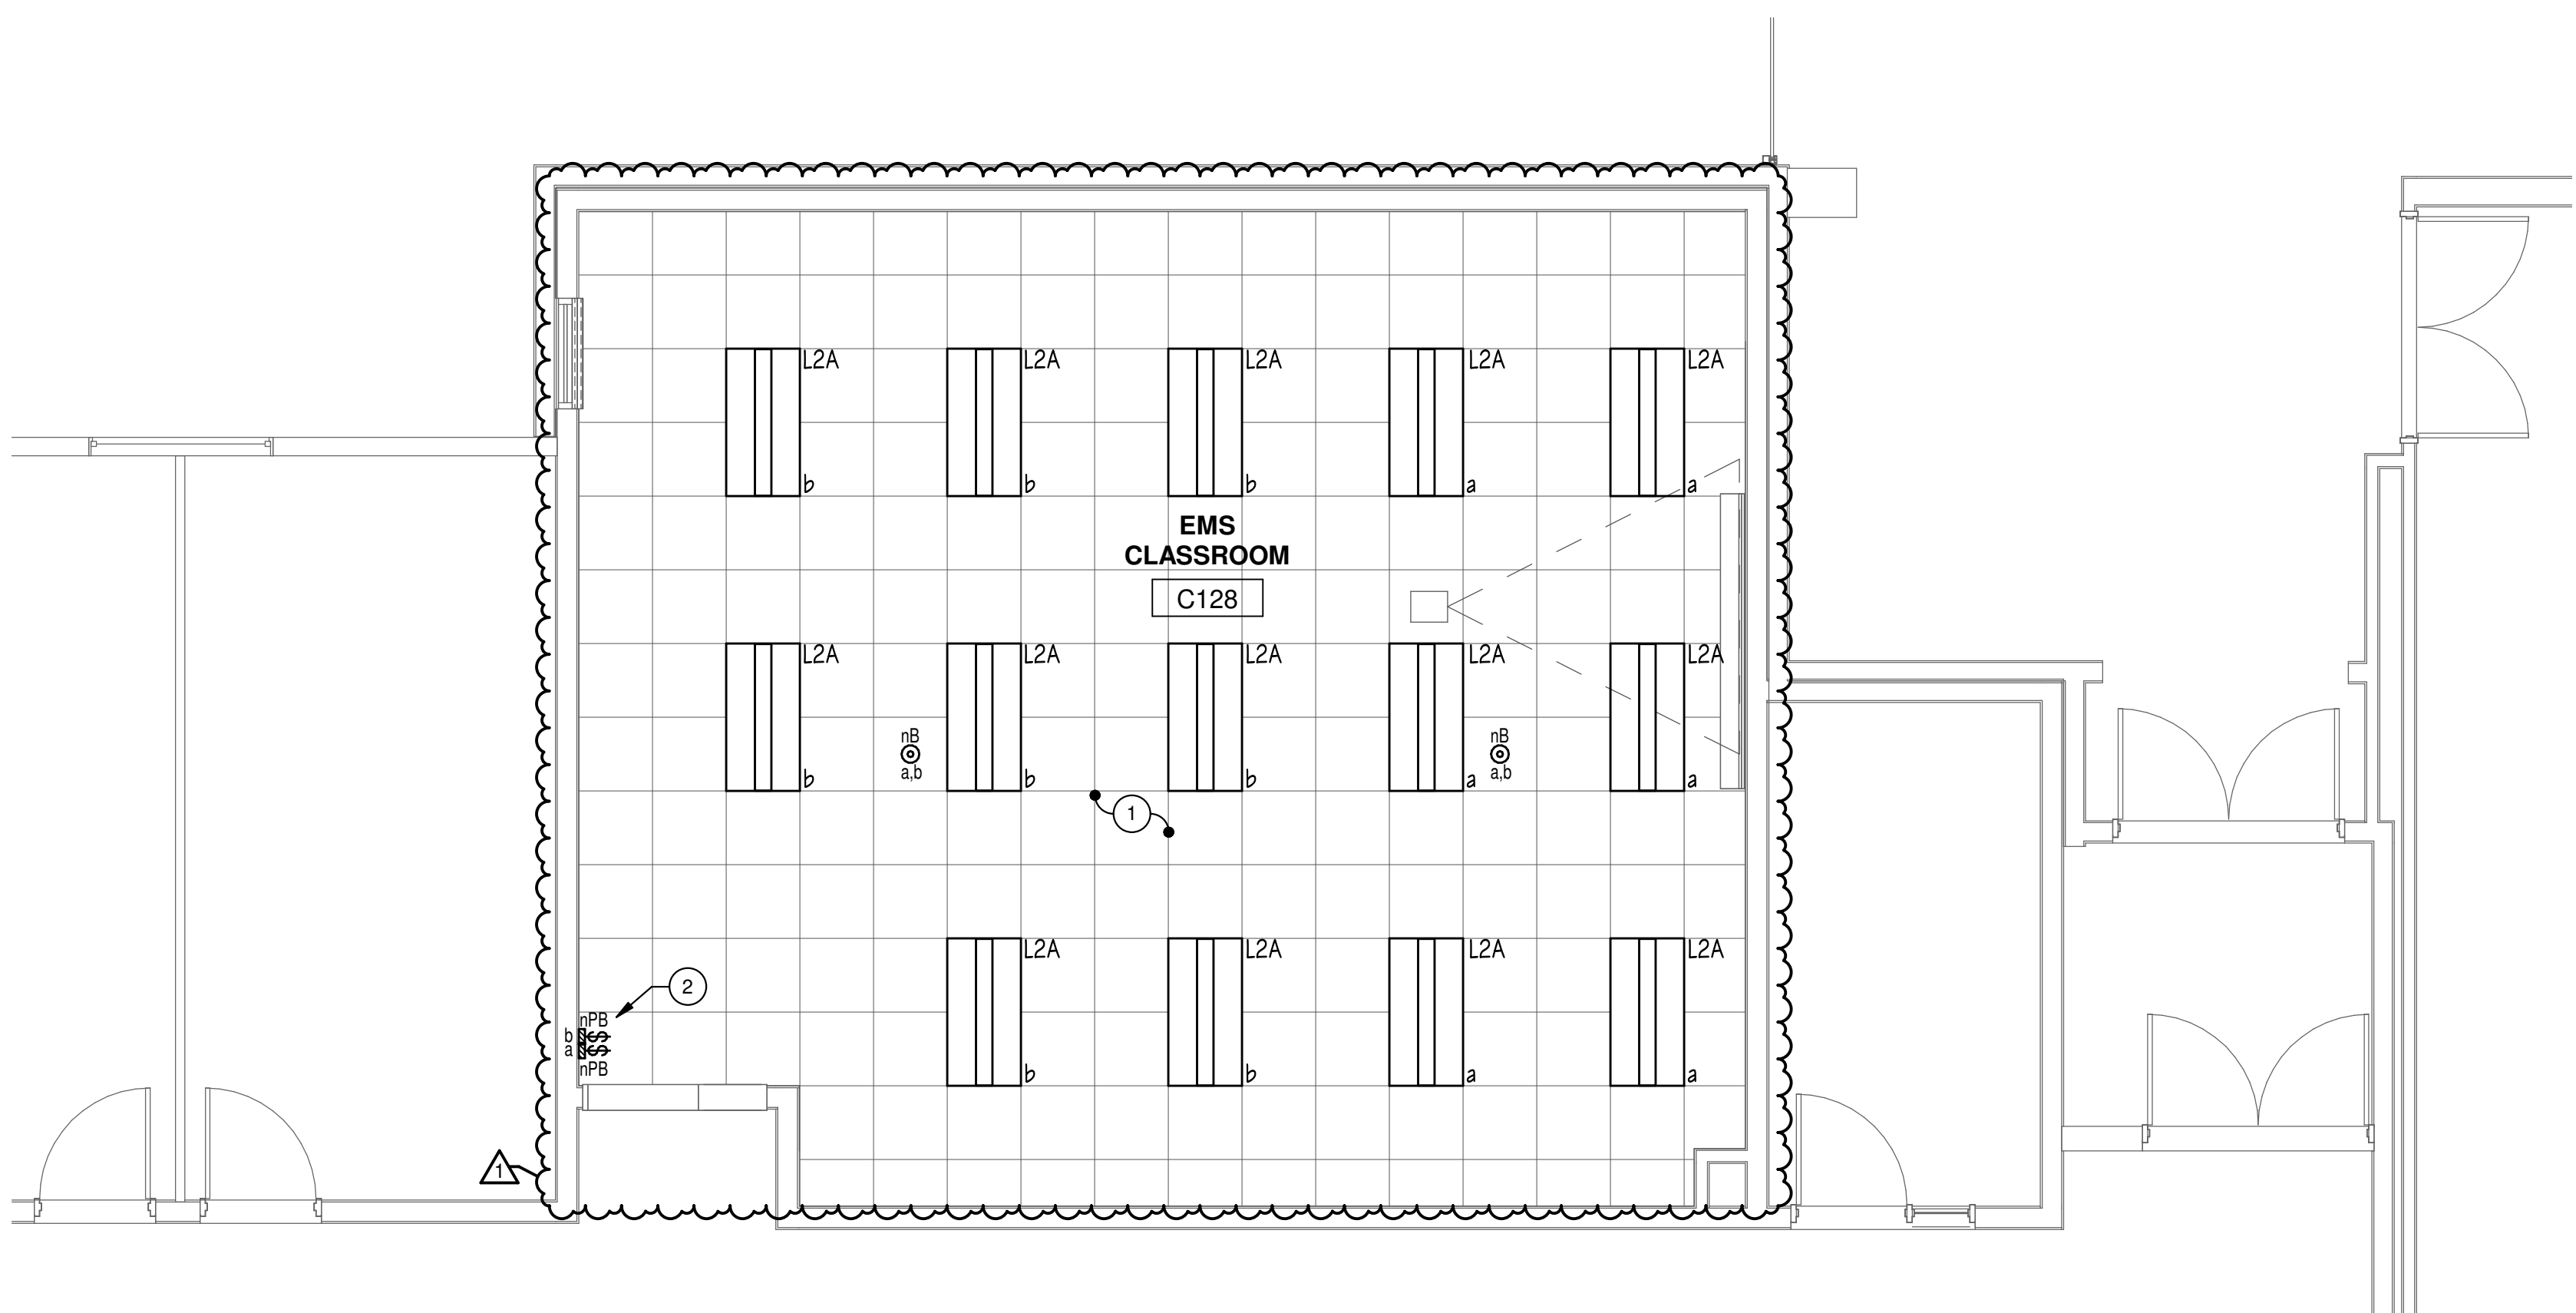 L2A L2A L2A L2A L2A
b b b a a
EMS
CLASSROOM
C128
L2A L2A L2A L2A L2A
nB nB
a,b a,b
b b b a a
1
L2A L2A L2A L2A
2
nPB
b $
a $
nPB
b b a a
1